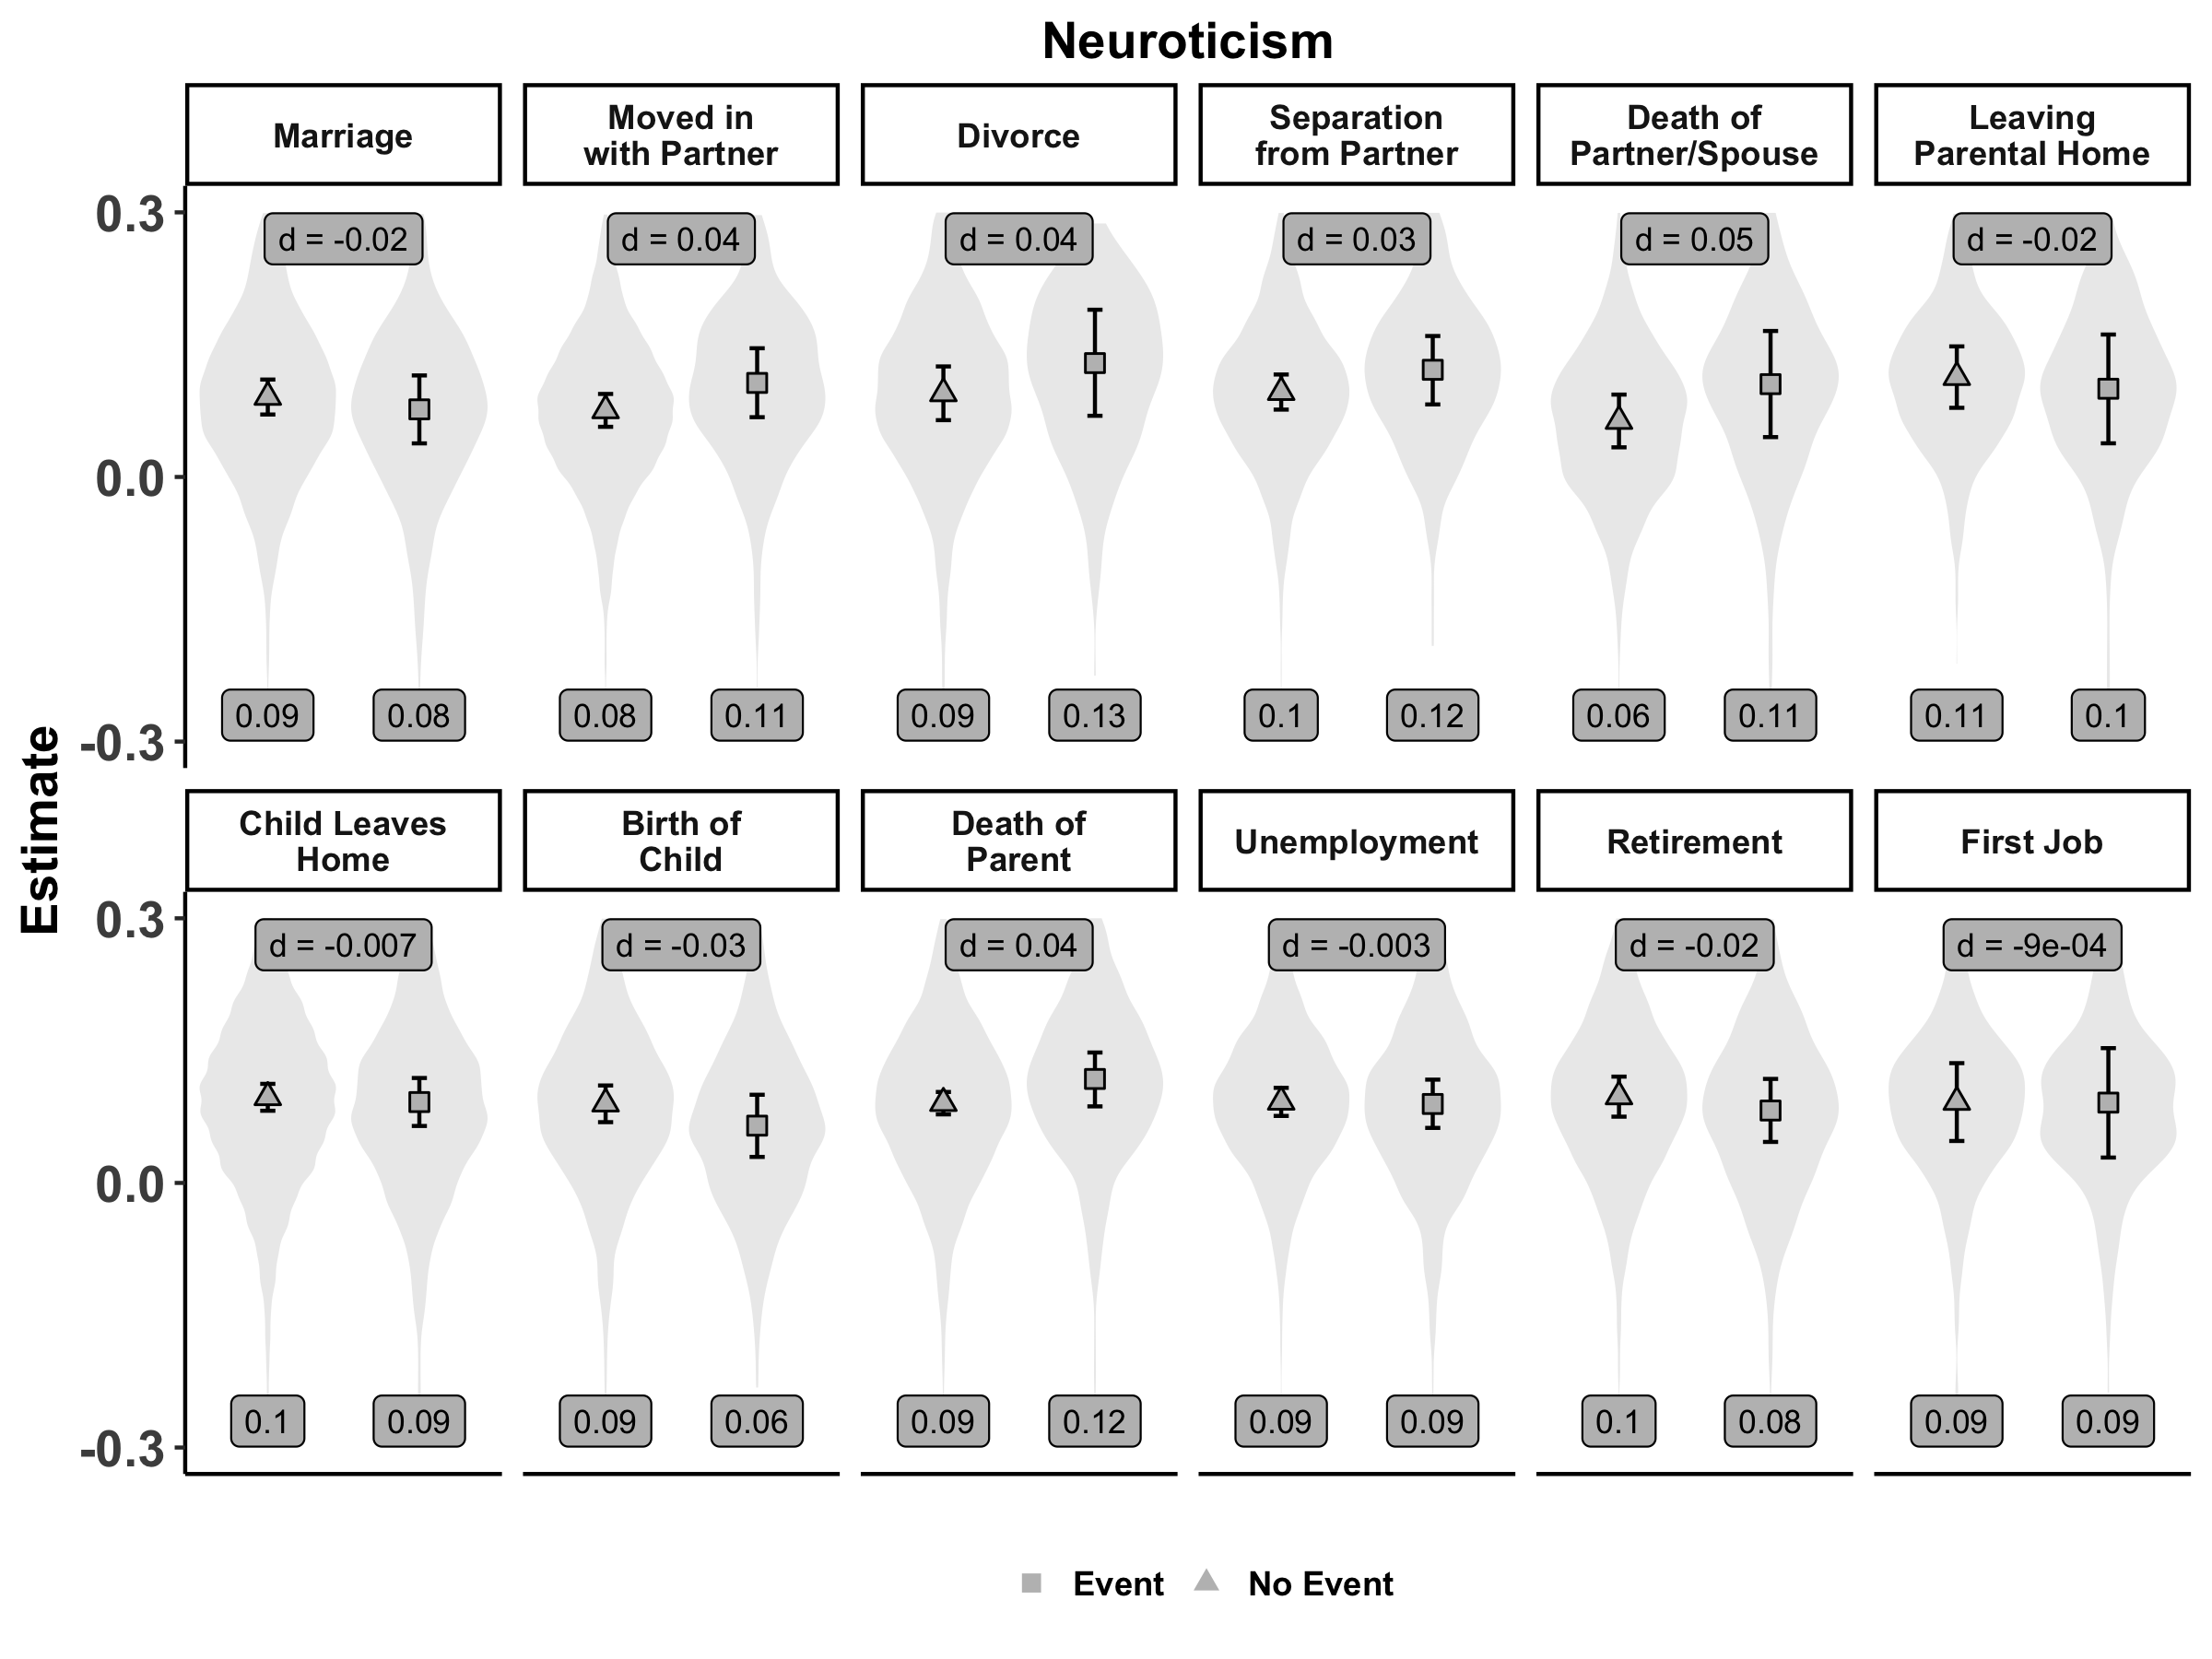 Neuroticism
Marriage
Moved in
with Partner
Divorce
Separation
from Partner
Death of
Partner/Spouse
Leaving
Parental Home
0.3
0.0
-0.3
d = -0.02
d = 0.04
d = 0.04
d = 0.03
d = 0.05
d = -0.02
0.09
0.08
0.08
0.11
0.09
0.13
0.1
0.12
0.06
0.11
0.11
0.1
Estimate
Child Leaves
Home
Birth of
Child
Death of
Parent
Unemployment
Retirement
First Job
0.3
0.0
-0.3
d = -0.007
d = -0.03
d = 0.04
d = -0.003
d = -0.02
d = -9e-04
0.1
0.09
0.09
0.06
0.09
0.12
0.09
0.09
0.1
0.08
0.09
0.09
Event
No Event